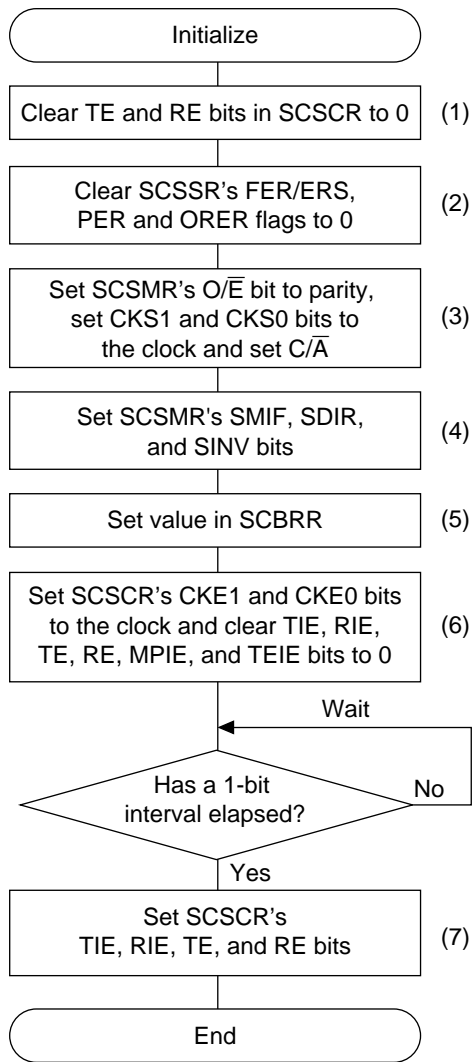 Initialize
Clear TE and RE bits in SCSCR to 0
(1)
Clear SCSSR's FER/ERS,
PER and ORER flags to 0
(2)
Set SCSMR's O/E̅ bit to parity,
set CKS1 and CKS0 bits to
the clock and set C/A̅
(3)
Set SCSMR's SMIF, SDIR,
and SINV bits
(4)
Set value in SCBRR
(5)
Set SCSCR's CKE1 and CKE0 bits
to the clock and clear TIE, RIE,
TE, RE, MPIE, and TEIE bits to 0
(6)
Wait
Has a 1-bit
interval elapsed?
No
Yes
Set SCSCR's
TIE, RIE, TE, and RE bits
(7)
End